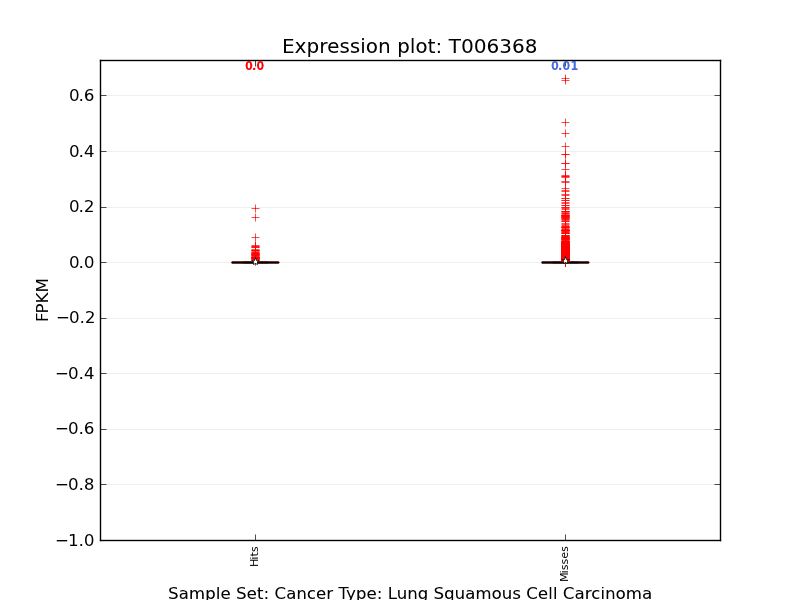 Expression plot: T006368
0.0
0.01
0.6
0.4
0.2
0.0
−0.2
−0.4
−0.6
−0.8
−1.0
FPKM
Hits
Misses
Sample Set: Cancer Type: Lung Squamous Cell Carcinoma